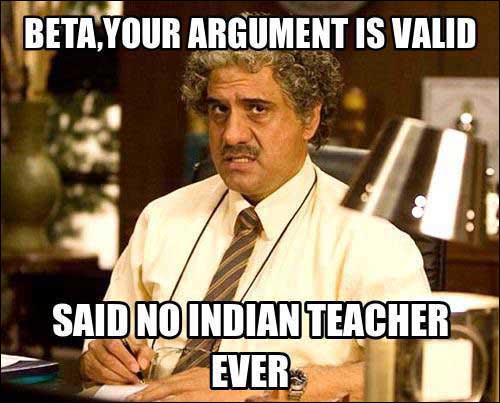 BETA,YOUR ARGUMENT IS VALID
SAID NO INDIAN TEACHER
EVER